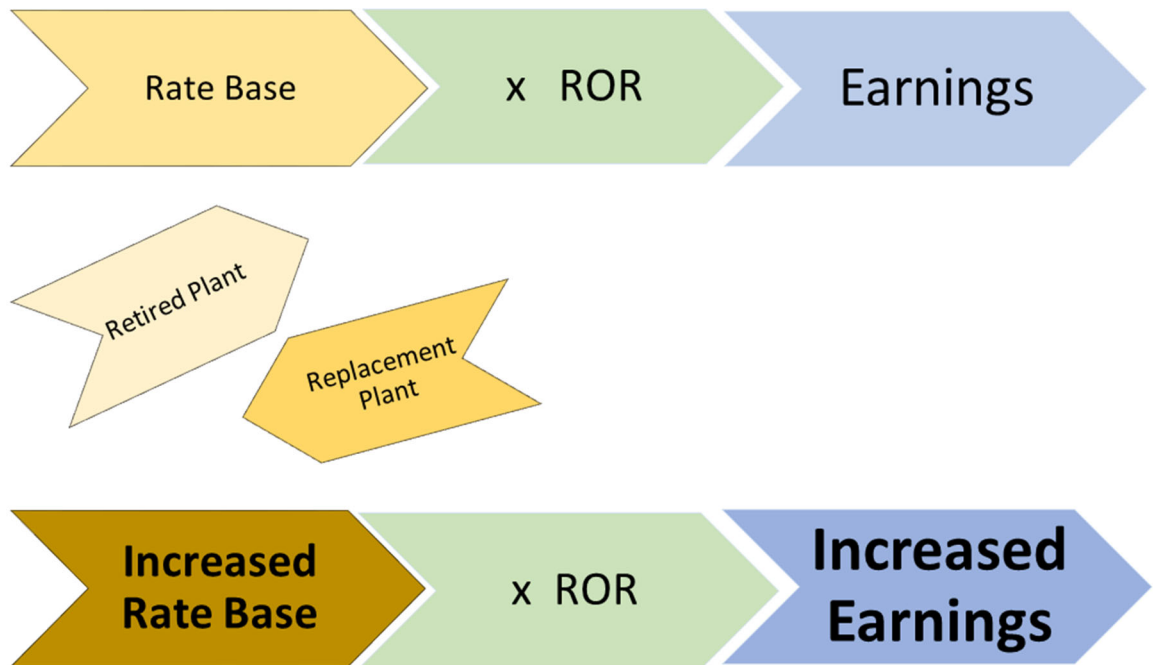 Rate Base
x ROR
Earnings
Retired Plant
Replacement
Plant
Increased
Rate Base
x ROR
Increased
Earnings